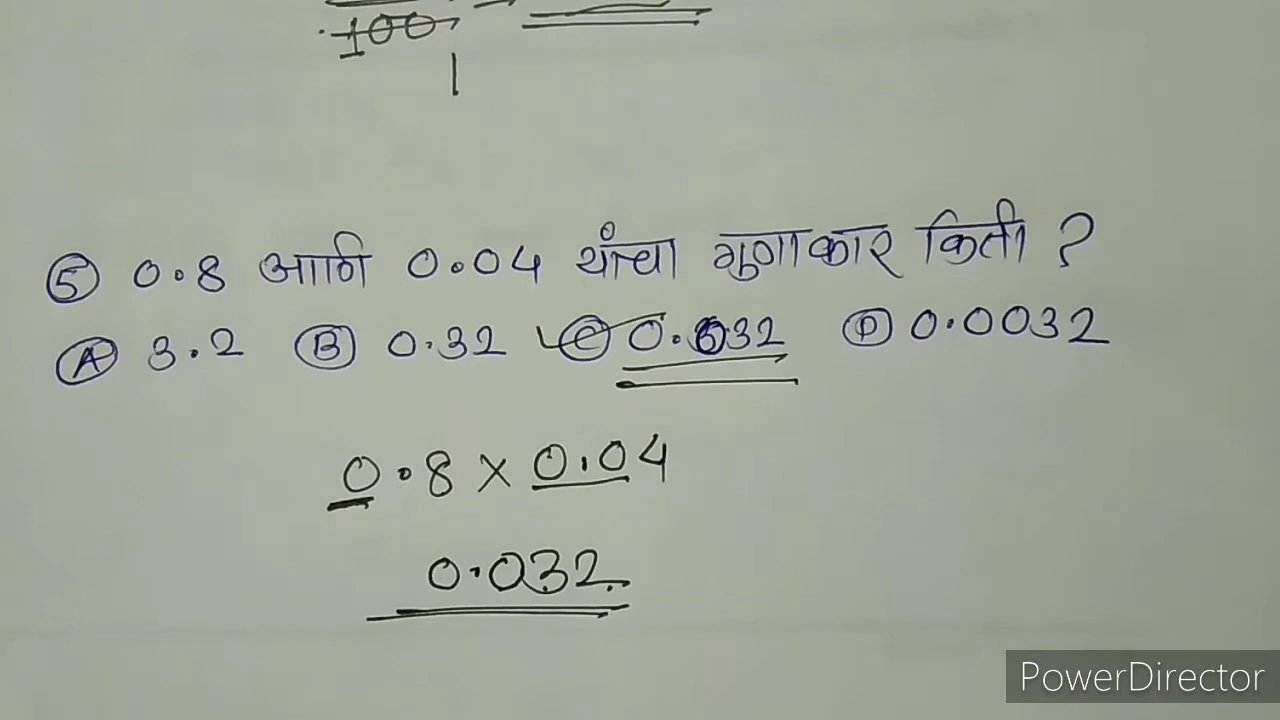 100
1
5 0.8 आणि 0.04 यांचा गुणाकार किती ?
A 3.2 B 0.32 C 0.032 D 0.0032
0.8 × 0.04
0.032
PowerDirector